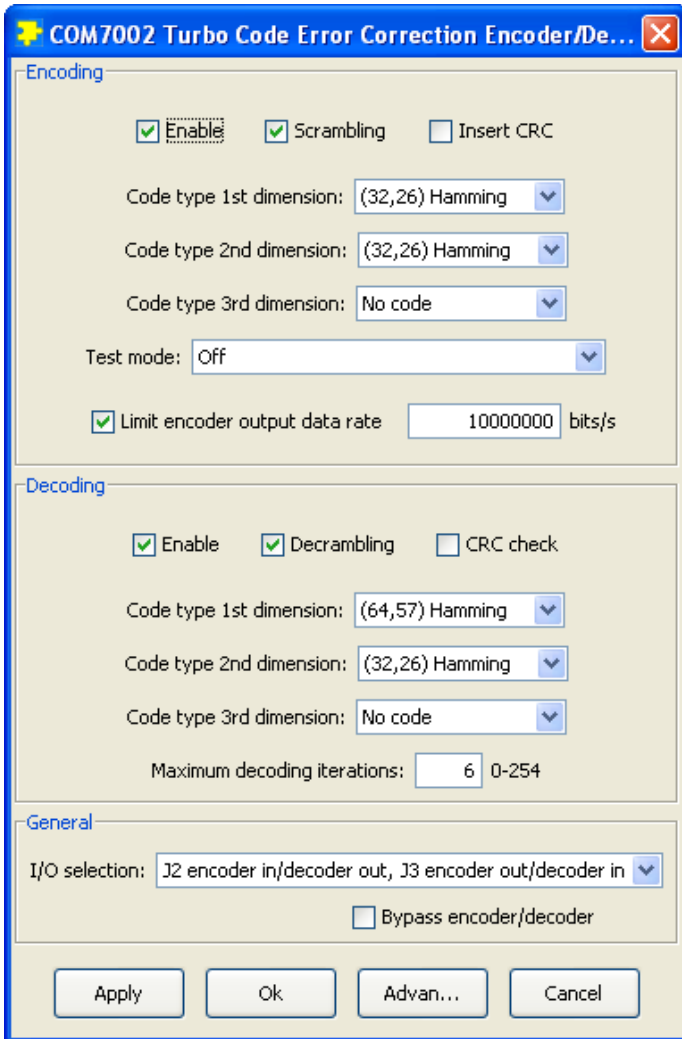 COM7002 Turbo Code Error Correction Encoder/De...
Encoding
Enable Scrambling Insert CRC
Code type 1st dimension: (32,26) Hamming
Code type 2nd dimension: (32,26) Hamming
Code type 3rd dimension: No code
Test mode: Off
Limit encoder output data rate 10000000 bits/s
Decoding
Enable Decrambling CRC check
Code type 1st dimension: (64,57) Hamming
Code type 2nd dimension: (32,26) Hamming
Code type 3rd dimension: No code
Maximum decoding iterations: 6 0-254
General
I/O selection: J2 encoder in/decoder out, J3 encoder out/decoder in
Bypass encoder/decoder
Apply Ok Advan... Cancel